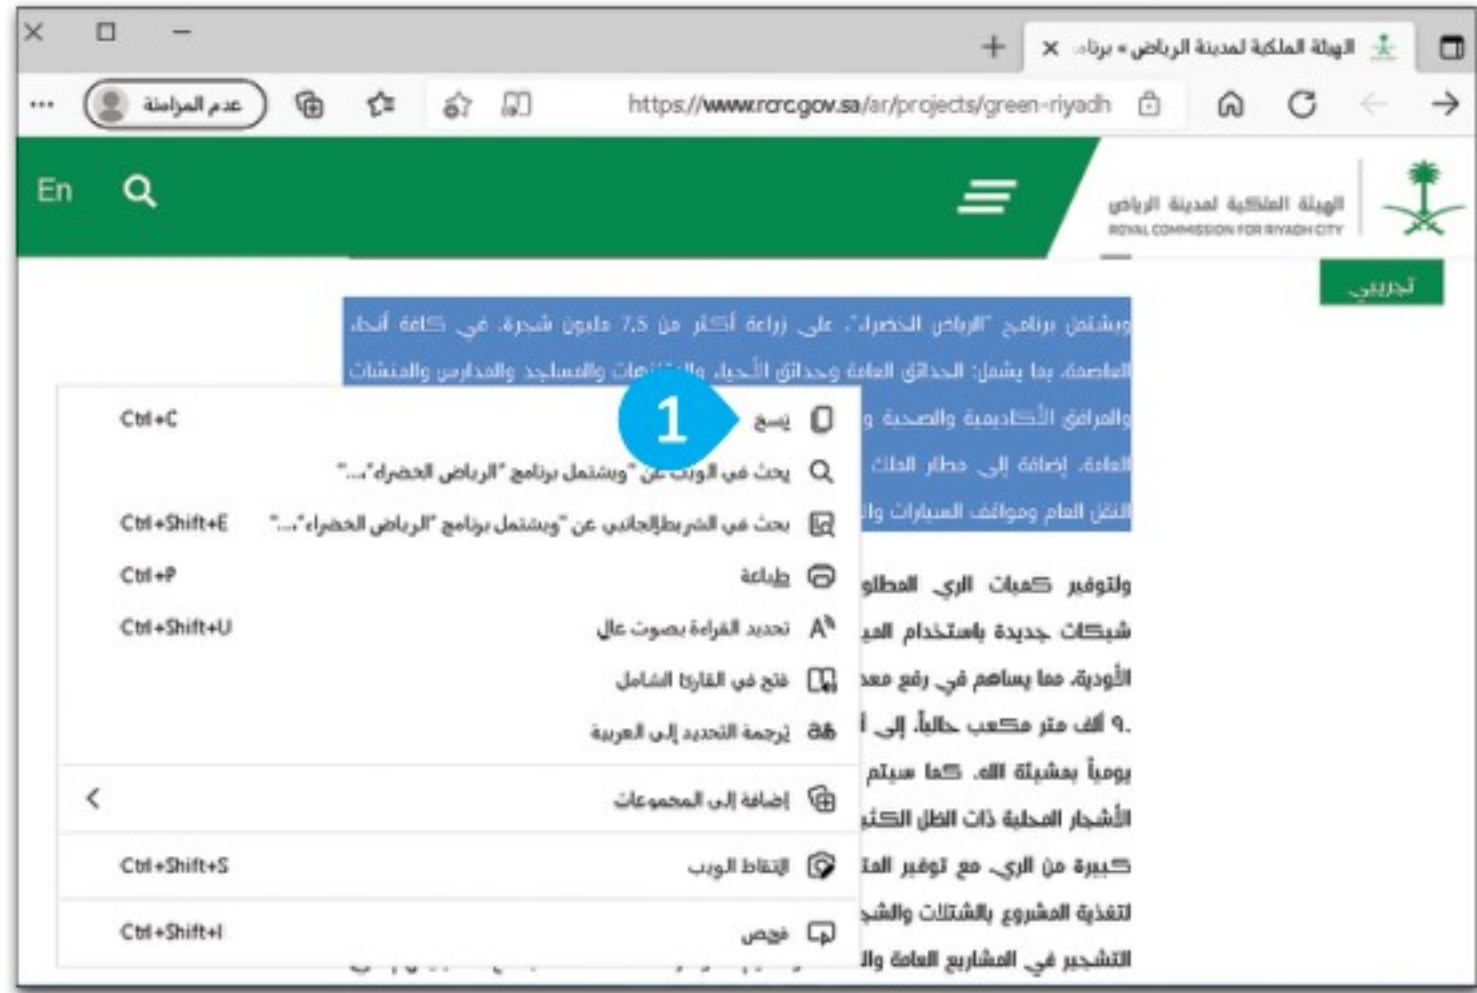 الهيئة الملكية لمدينة الرياض » برنام
https://www.rcrc.gov.sa/ar/projects/green-riyadh
عدم المزامنة
الهيئة الملكية لمدينة الرياض
ROYAL COMMISSION FOR RIYADH CITY
En
تجريبي
ويشتمل برنامج "الرياض الخضراء"، على زراعة أكثر من 7,5 مليون شجرة، في كافة أنحاء
العاصمة، بما يشمل: الحدائق العامة وحدائق الأحياء والمتنزهات والمساجد والمدارس والمنشآت
والمرافق الأكاديمية والصحية و
العامة، إضافة إلى مطار الملك
النقل العام ومواقف السيارات وال
1
نسخ Ctrl+C
بحث في الويب عن "ويشتمل برنامج "الرياض الخضراء"،..."
بحث في الشريط الجانبي عن "ويشتمل برنامج "الرياض الخضراء"،..." Ctrl+Shift+E
طباعة Ctrl+P
تحديد القراءة بصوت عالٍ Ctrl+Shift+U
فتح في القارئ الشامل
ترجمة التحديد إلى العربية
إضافة إلى المجموعات
التقاط الويب Ctrl+Shift+S
فحص Ctrl+Shift+I
ولتوفير كميات الري المطلو
شبكات جديدة باستخدام المي
الأودية، مما يساهم في رفع معد
٩٠ ألف متر مكعب حالياً، إلى أ
يومياً بمشيئة الله. كما سيتم
الأشجار المحلية ذات الظل الكثي
كبيرة من الري، مع توفير المت
لتغذية المشروع بالشتلات والشج
التشجير في المشاريع العامة وال